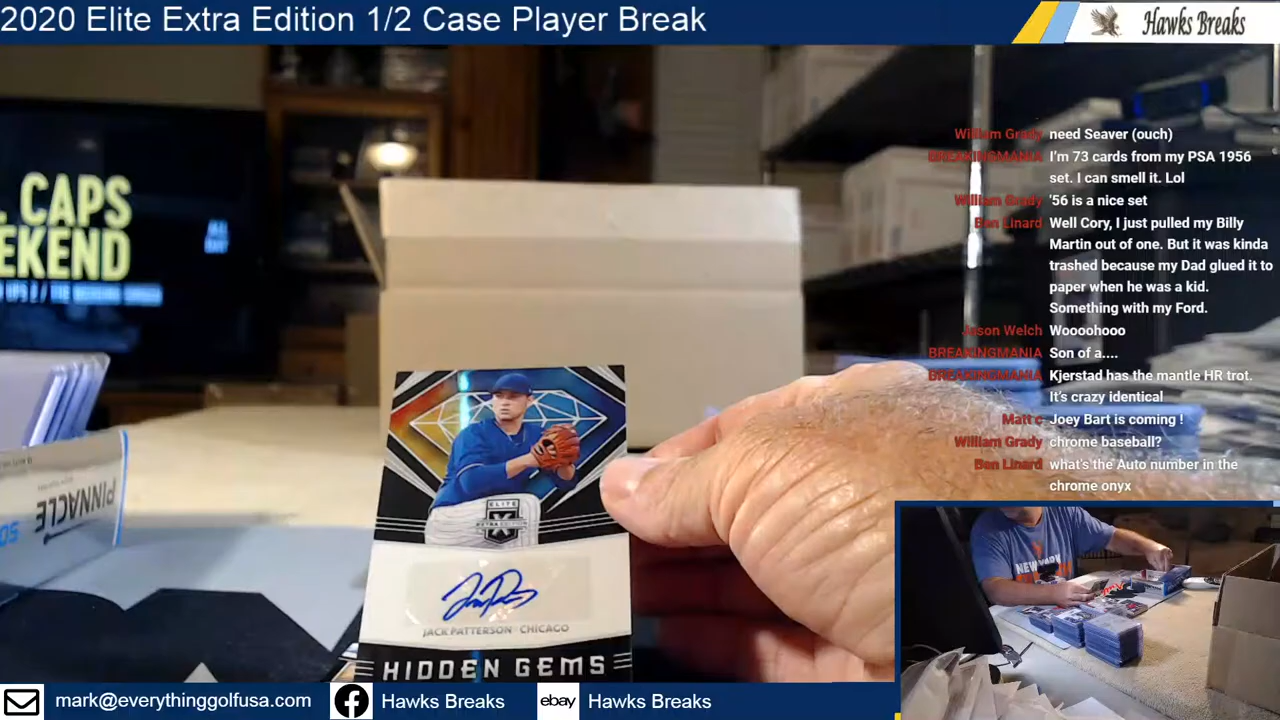 2020 Elite Extra Edition 1/2 Case Player Break
Hawks Breaks
CAPS
EKEND
William Grady need Seaver (ouch)
BREAKINGMANIA I'm 73 cards from my PSA 1956
set. I can smell it. Lol
William Grady '56 is a nice set
Ben Linard Well Cory, I just pulled my Billy
Martin out of one. But it was kinda
trashed because my Dad glued it to
paper when he was a kid.
Something with my Ford.
Jason Welch Woooohooo
BREAKINGMANIA Son of a....
BREAKINGMANIA Kjerstad has the mantle HR trot.
It's crazy identical
Matt c Joey Bart is coming !
William Grady chrome baseball?
Ben Linard what's the Auto number in the
chrome onyx
PINNACLE
ELITE
EXTRA EDITION
JACK PATTERSON - CHICAGO
HIDDEN GEMS
NEW YORK
mark@everythinggolfusa.com
Hawks Breaks
ebay
Hawks Breaks